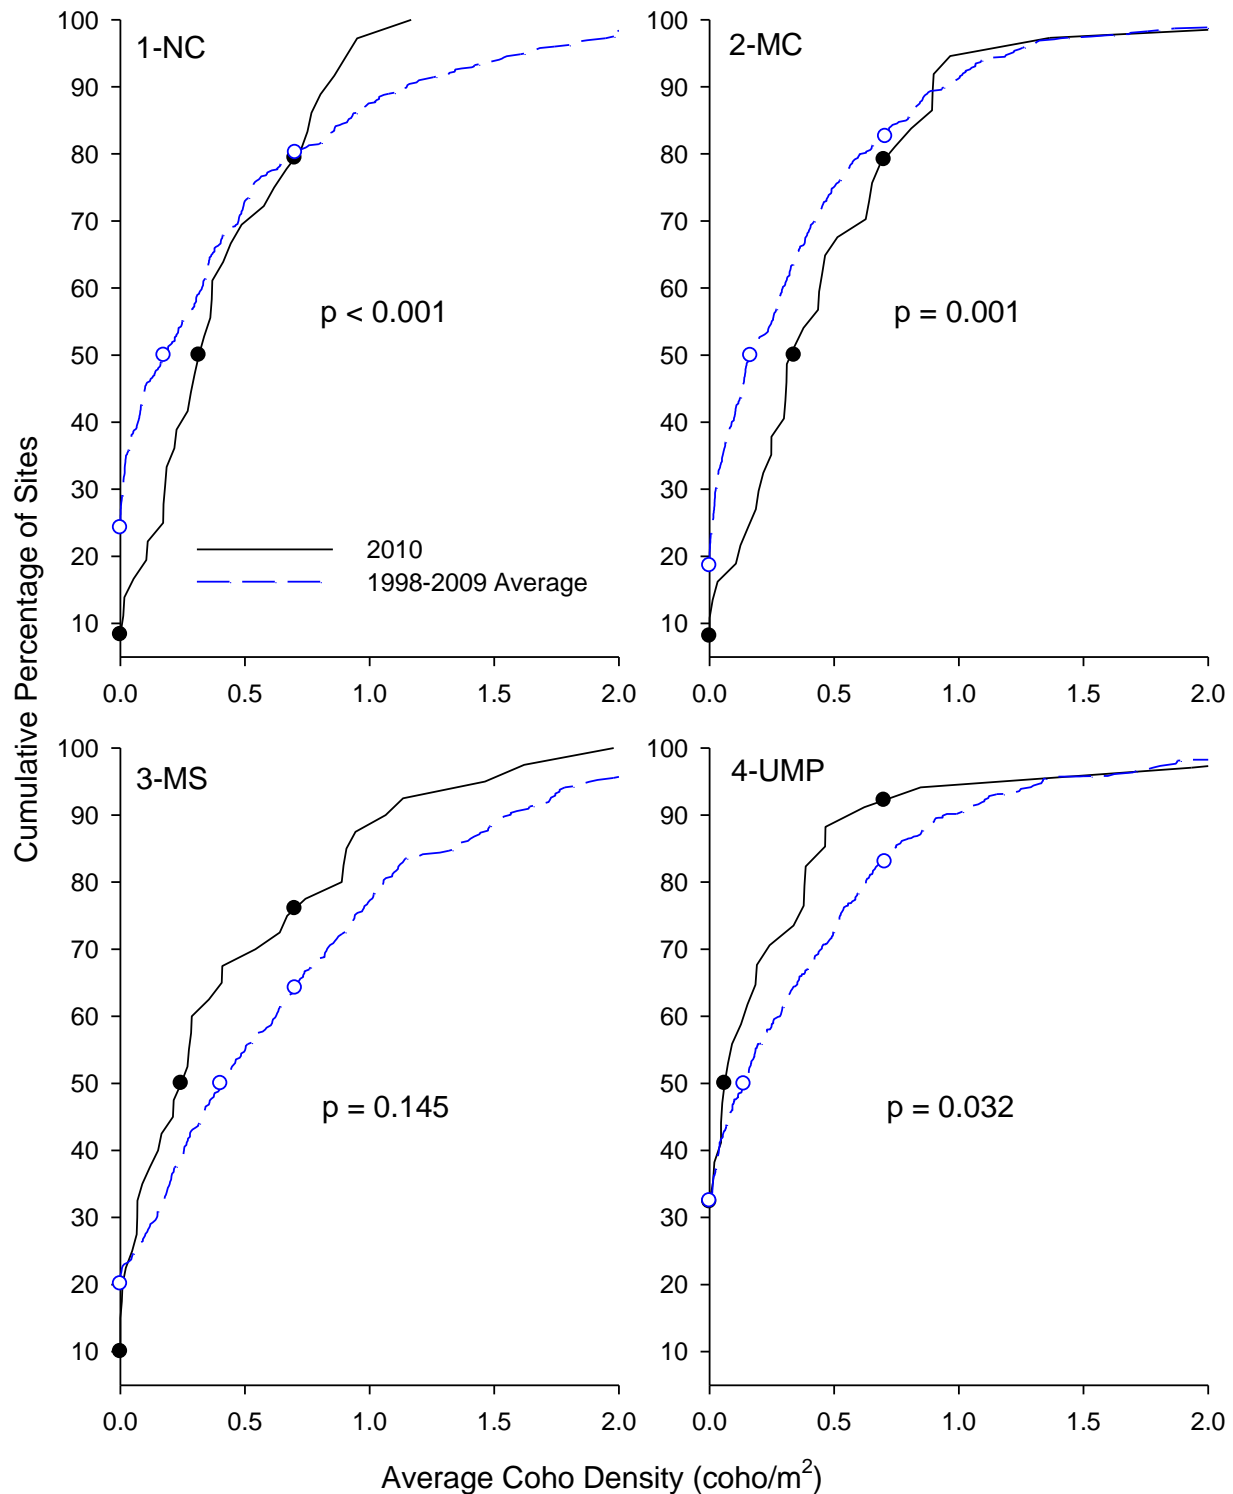 Cumulative Percentage of Sites
1-NC
100
90
80
70
60
50
40
30
20
10
p < 0.001
2010
1998-2009 Average
0.0 0.5 1.0 1.5 2.0
2-MC
100
90
80
70
60
50
40
30
20
10
p = 0.001
0.0 0.5 1.0 1.5 2.0
3-MS
100
90
80
70
60
50
40
30
20
10
p = 0.145
0.0 0.5 1.0 1.5 2.0
4-UMP
100
90
80
70
60
50
40
30
20
10
p = 0.032
0.0 0.5 1.0 1.5 2.0
Average Coho Density (coho/m²)